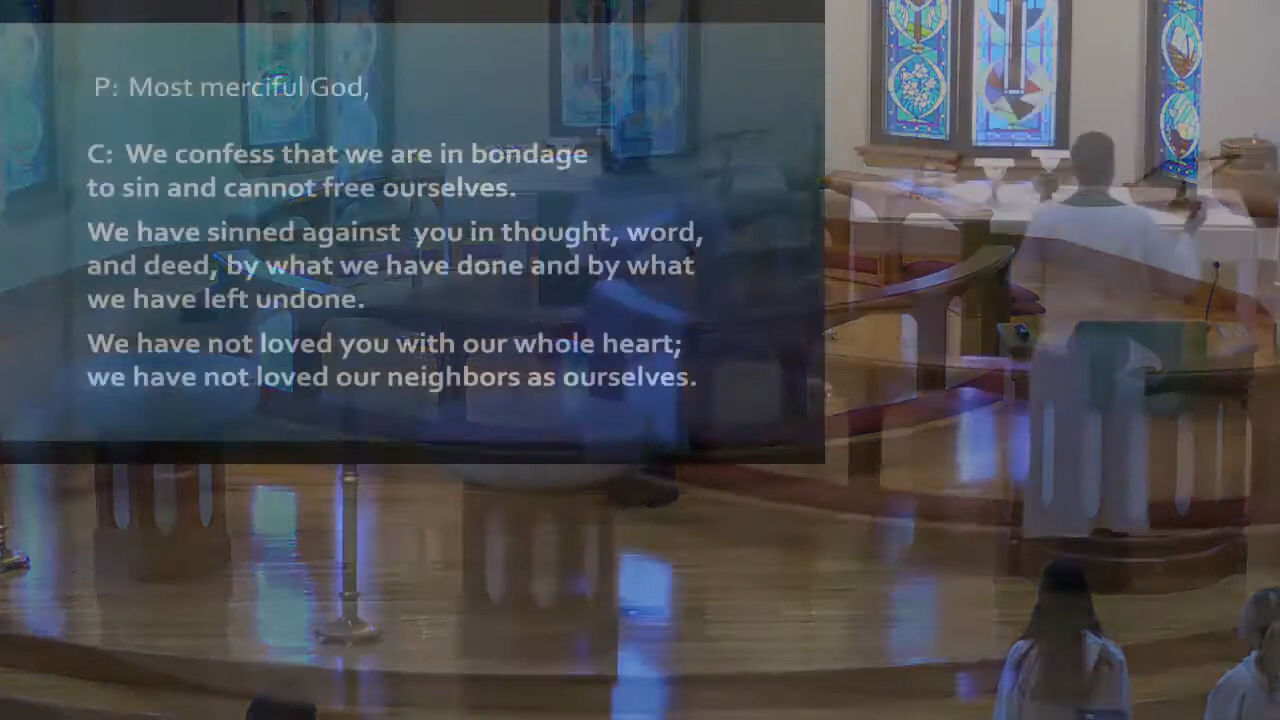 P: Most merciful God,
C: We confess that we are in bondage
to sin and cannot free ourselves.
We have sinned against you in thought, word,
and deed, by what we have done and by what
we have left undone.
We have not loved you with our whole heart;
we have not loved our neighbors as ourselves.